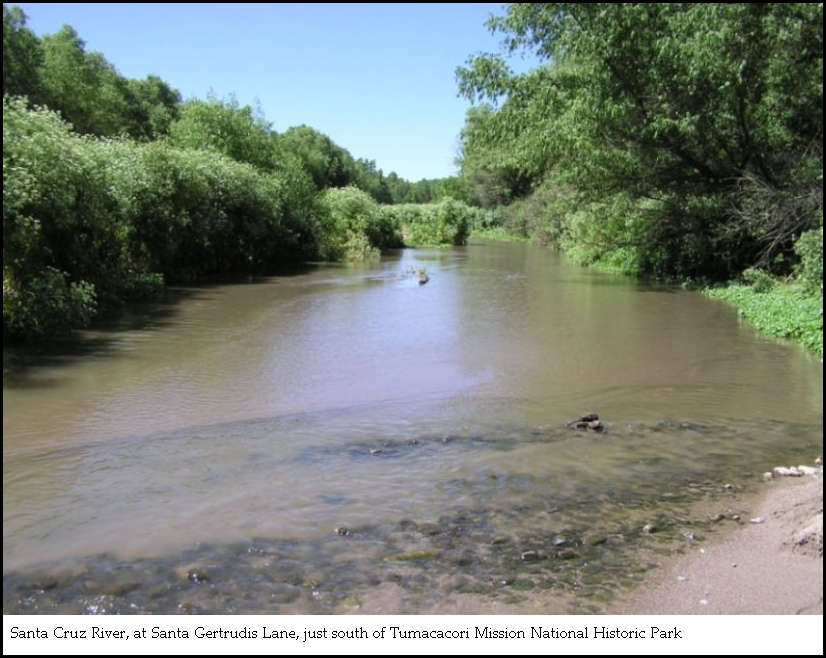 Santa Cruz River, at Santa Gertrudis Lane, just south of Tumacacori Mission National Historic Park